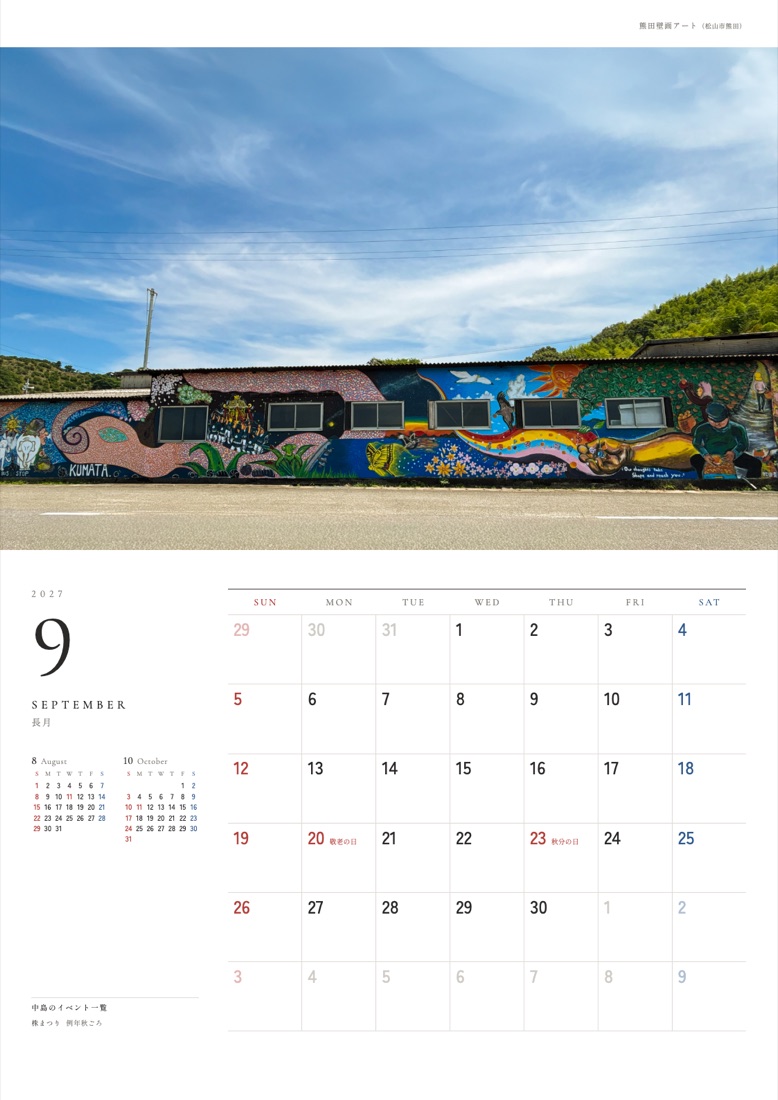 熊田壁画アート（松山市熊田）
STOP
KUMATA.
Our thoughts take
Shape and reach you.
2027
9
SEPTEMBER
長月
8 August
S M T W T F S
1 2 3 4 5 6 7
8 9 10 11 12 13 14
15 16 17 18 19 20 21
22 23 24 25 26 27 28
29 30 31
10 October
S M T W T F S
1 2
3 4 5 6 7 8 9
10 11 12 13 14 15 16
17 18 19 20 21 22 23
24 25 26 27 28 29 30
31
SUN MON TUE WED THU FRI SAT
29 30 31 1 2 3 4
5 6 7 8 9 10 11
12 13 14 15 16 17 18
19 20 敬老の日 21 22 23 秋分の日 24 25
26 27 28 29 30 1 2
3 4 5 6 7 8 9
中島のイベント一覧
例年秋ごろ